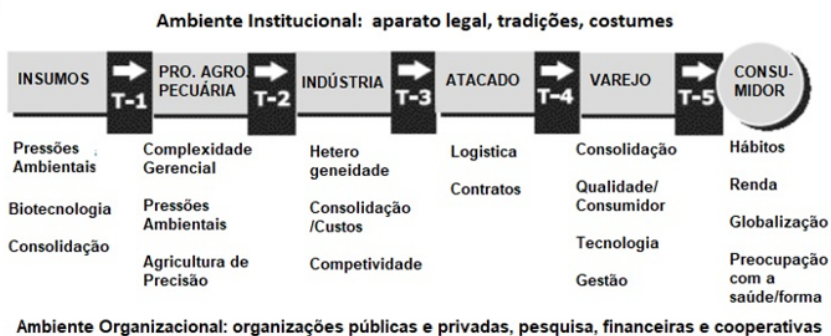 Ambiente Institucional: aparato legal, tradições, costumes
INSUMOS
T-1
PRO. AGRO.
PECUÁRIA
T-2
INDÚSTRIA
T-3
ATACADO
T-4
VAREJO
T-5
CONSU-
MIDOR
Pressões
Ambientais
Biotecnologia
Consolidação
Complexidade
Gerencial
Pressões
Ambientais
Agricultura de
Precisão
Hetero
geneidade
Consolidação
/Custos
Competividade
Logistica
Contratos
Consolidação
Qualidade/
Consumidor
Tecnologia
Gestão
Hábitos
Renda
Globalização
Preocupação
com a
saúde/forma
Ambiente Organizacional: organizações públicas e privadas, pesquisa, financeiras e cooperativas